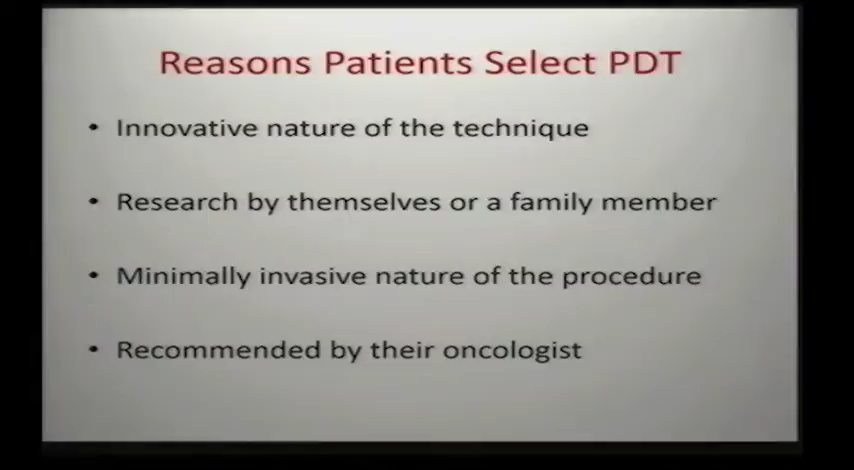 Reasons Patients Select PDT
• Innovative nature of the technique
• Research by themselves or a family member
• Minimally invasive nature of the procedure
• Recommended by their oncologist